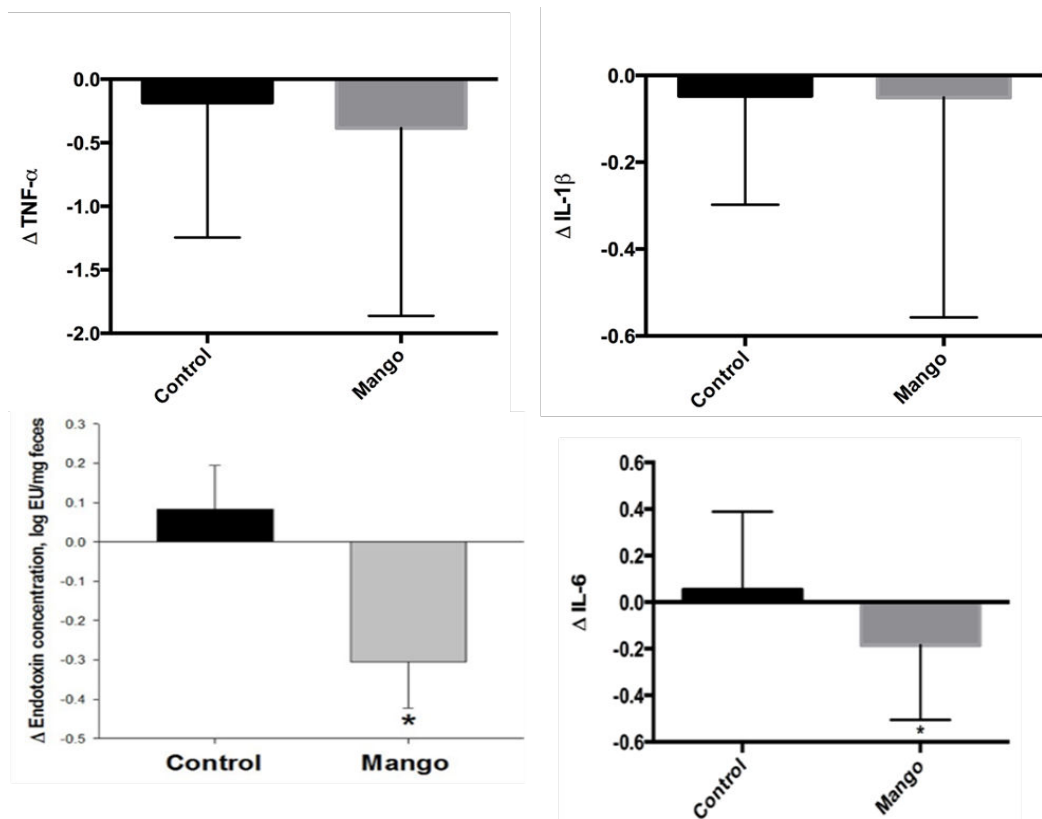 Δ TNF-α
0.0
-0.5
-1.0
-1.5
-2.0
Control
Mango
Δ IL-1β
0.0
-0.2
-0.4
-0.6
Control
Mango
Δ Endotoxin concentration, log EU/mg feces
0.3
0.2
0.1
0.0
-0.1
-0.2
-0.3
-0.4
-0.5
*
Control
Mango
Δ IL-6
0.6
0.4
0.2
0.0
-0.2
-0.4
-0.6
*
Control
Mango